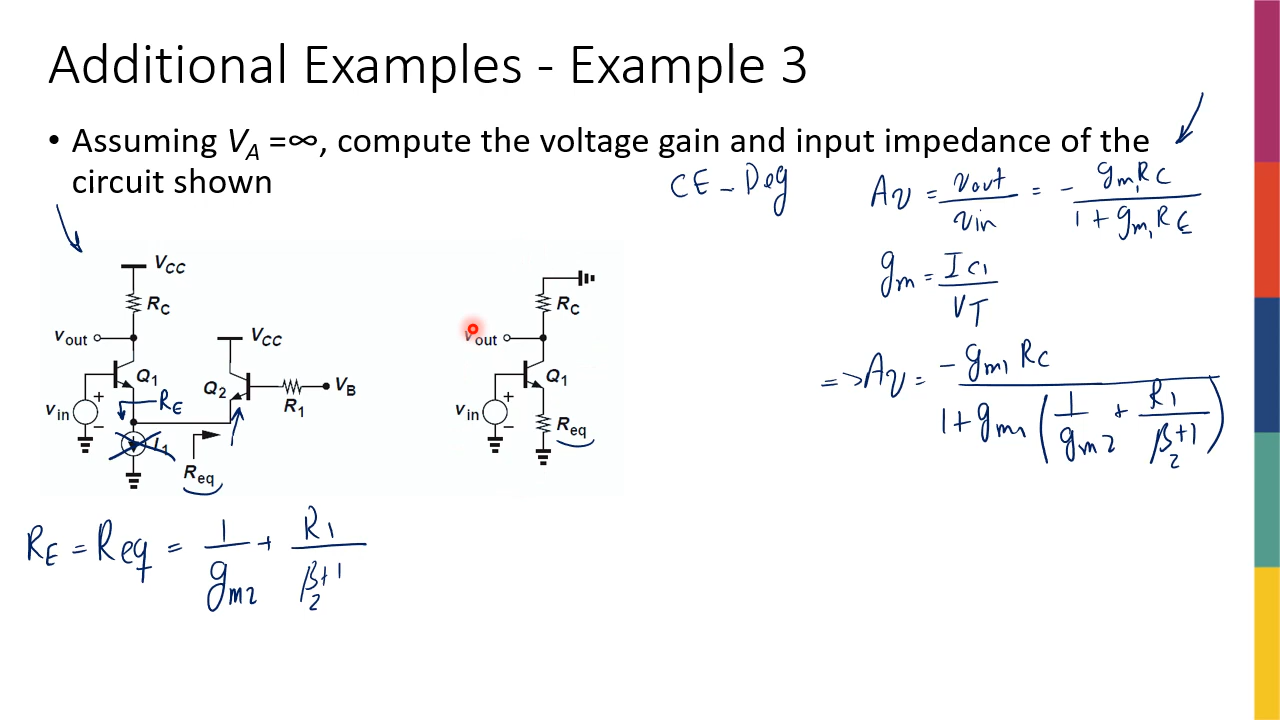 Additional Examples - Example 3
• Assuming V_A =∞, compute the voltage gain and input impedance of the
circuit shown
CE - Deg
Av = vout / vin = - gm1 RC / 1 + gm1 RE
gm = IC1 / VT
=> Av = - gm1 RC / 1 + gm1 ( 1 / gm2 + R1 / β2+1 )
VCC
RC
vout
Q1
vin
RE
I1
VCC
Q2
R1
VB
Req
RC
vout
Q1
vin
Req
RE = Req = 1 / gm2 + R1 / β2+1